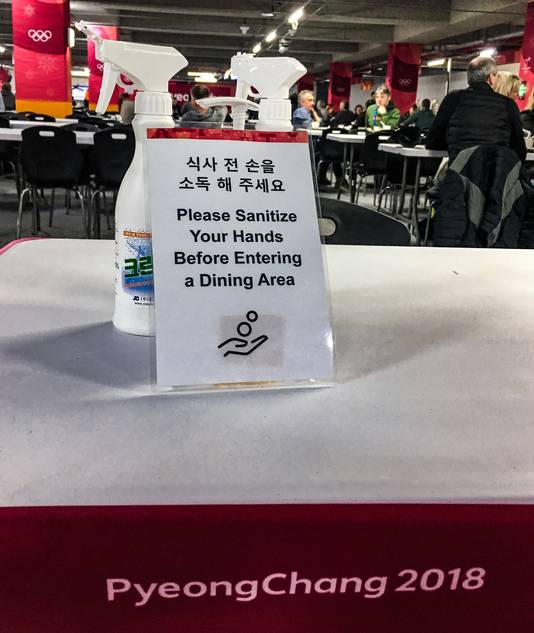 식사 전 손을
소독 해 주세요
Please Sanitize
Your Hands
Before Entering
a Dining Area
PyeongChang 2018